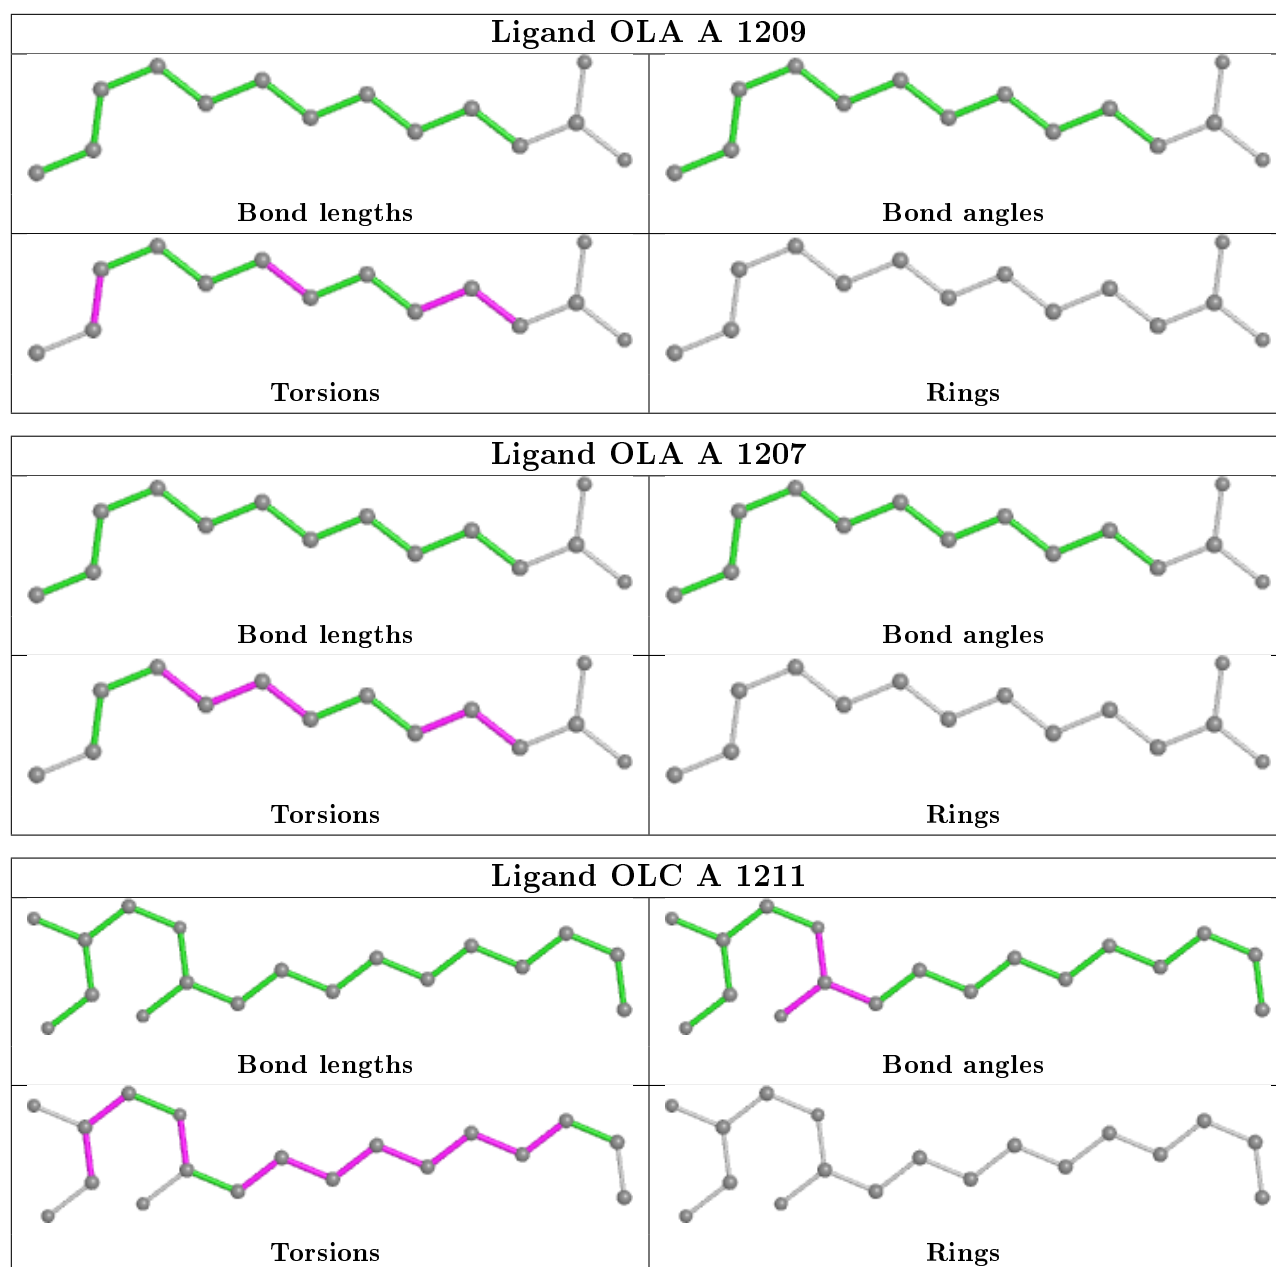 Ligand OLA A 1209
Bond lengths
Bond angles
Torsions
Rings
Ligand OLA A 1207
Bond lengths
Bond angles
Torsions
Rings
Ligand OLC A 1211
Bond lengths
Bond angles
Torsions
Rings